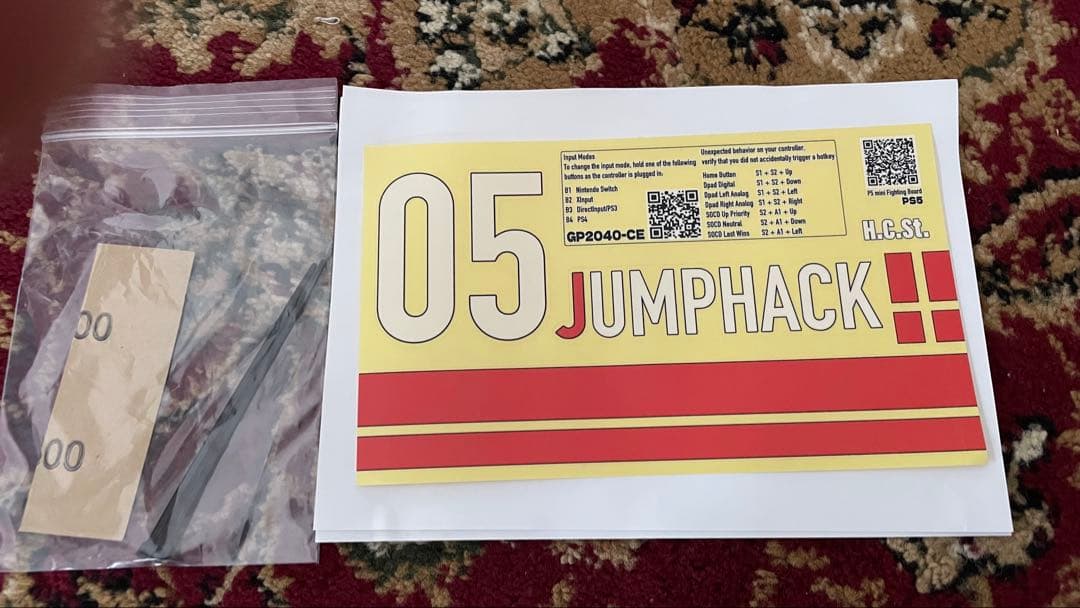 00
00
05
JUMPHACK
Input Modes
To change the input mode, hold one of the following
buttons as the controller is plugged in:
B1 Nintendo Switch
B2 XInput
B3 DirectInput/PS3
B4 PS4
GP2040-CE
Unexpected behavior on your controller,
verify that you did not accidentally trigger a hotkey
Home Button S1 + S2 + Up
Dpad Digital S1 + S2 + Down
Dpad Left Analog S1 + S2 + Left
Dpad Right Analog S1 + S2 + Right
SOCD Up Priority S2 + A1 + Up
SOCD Neutral S2 + A1 + Down
SOCD Last Wins S2 + A1 + Left
P5 mini Fighting Board
PS5
H.C.St.